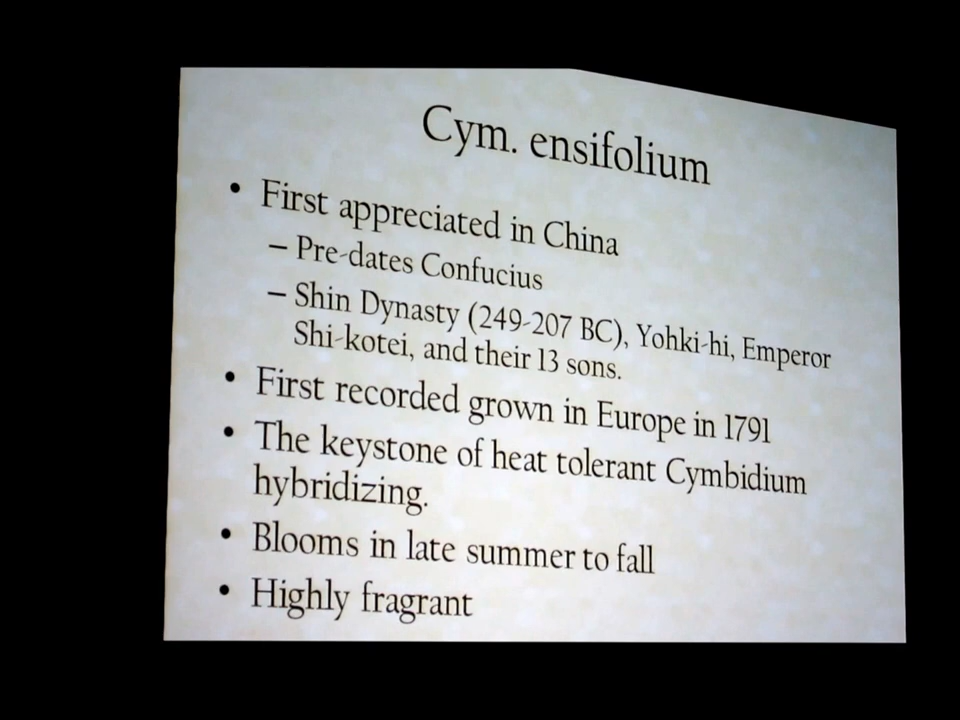 Cym. ensifolium
• First appreciated in China
– Pre-dates Confucius
– Shin Dynasty (249-207 BC), Yohki-hi, Emperor
Shi-kotei, and their 13 sons.
• First recorded grown in Europe in 1791
• The keystone of heat tolerant Cymbidium
hybridizing.
• Blooms in late summer to fall
• Highly fragrant